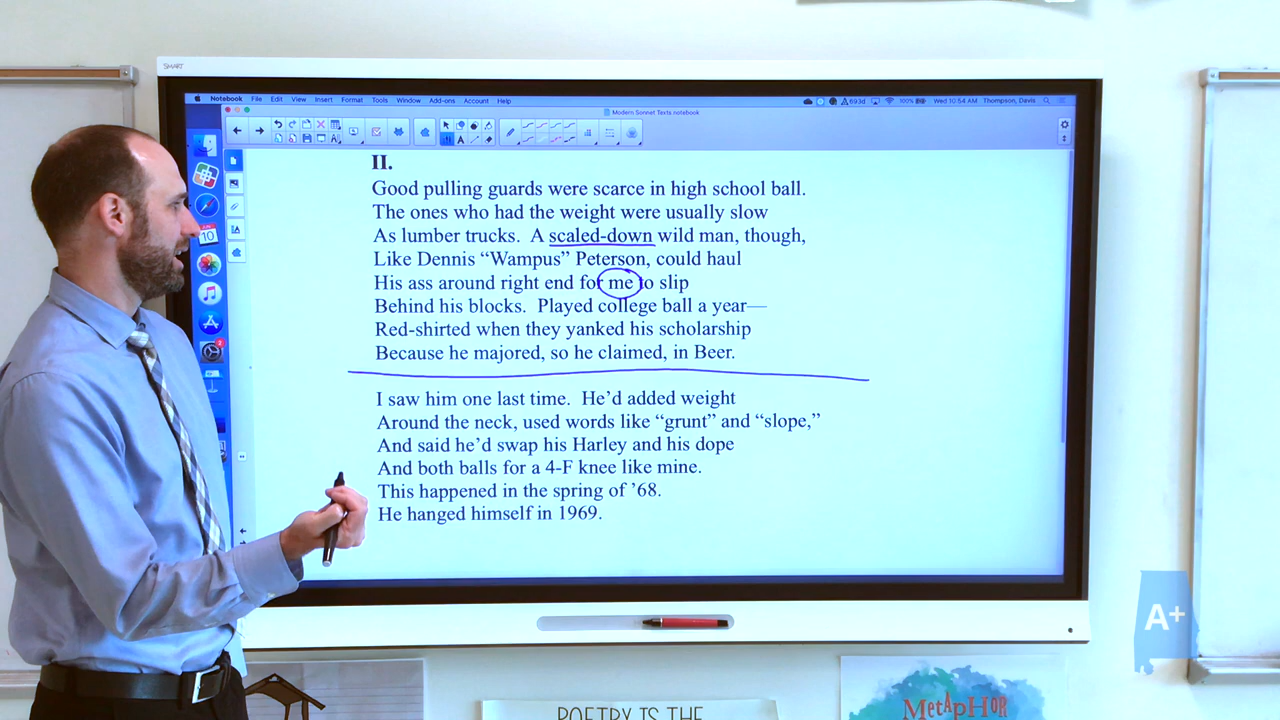 SMART
Notebook File Edit View Insert Format Tools Window Add-ons Account Help
693d 100% Wed 10:54 AM Thompson, Davis
Modern Sonnet Texts.notebook
II.
Good pulling guards were scarce in high school ball.
The ones who had the weight were usually slow
As lumber trucks. A scaled-down wild man, though,
Like Dennis “Wampus” Peterson, could haul
His ass around right end for me to slip
Behind his blocks. Played college ball a year—
Red-shirted when they yanked his scholarship
Because he majored, so he claimed, in Beer.
I saw him one last time. He’d added weight
Around the neck, used words like “grunt” and “slope,”
And said he’d swap his Harley and his dope
And both balls for a 4-F knee like mine.
This happened in the spring of ’68.
He hanged himself in 1969.
10
2
A+
POETRY IS THE
MetApHOR